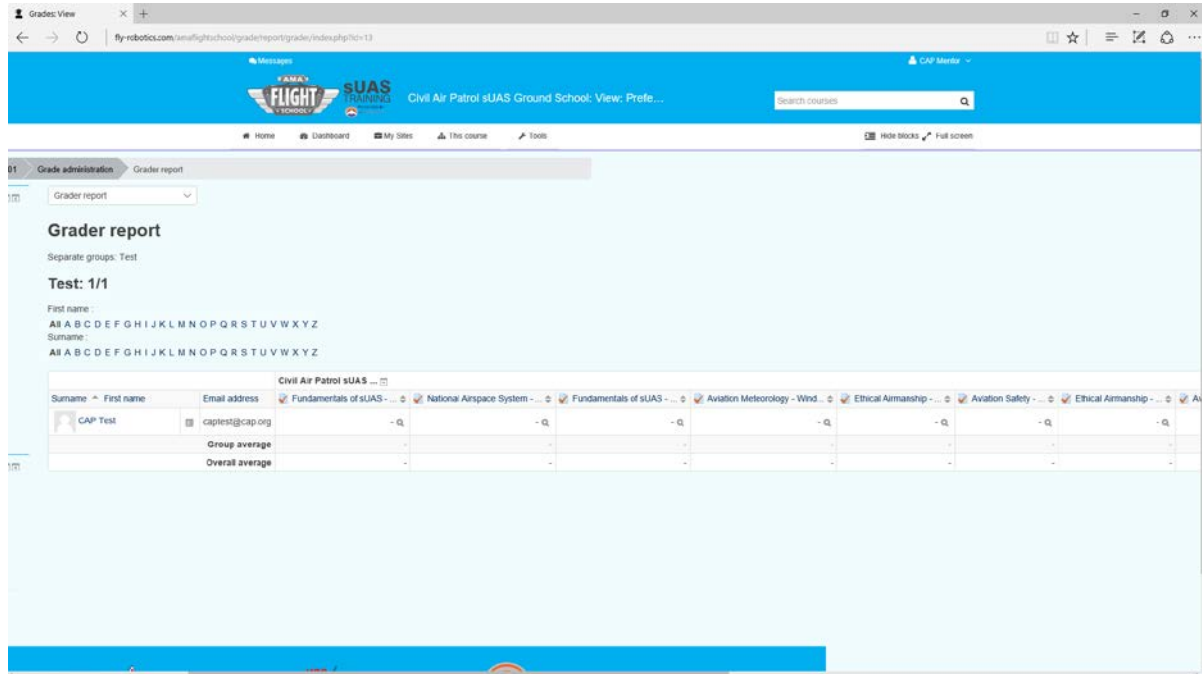 Grades: View
fly-robotics.com/amaflightschool/grade/report/grader/index.php?id=13
Messages
CAP Mentor
AMA
FLIGHT
SCHOOL
sUAS
TRAINING
Civil Air Patrol sUAS Ground School: View: Prefe...
Search courses
Home Dashboard My Sites This course Tools
Hide blocks Full screen
01 Grade administration Grader report
Grader report
Grader report
Separate groups: Test
Test: 1/1
First name :
All A B C D E F G H I J K L M N O P Q R S T U V W X Y Z
Surname :
All A B C D E F G H I J K L M N O P Q R S T U V W X Y Z
Civil Air Patrol sUAS ...
Surname First name Email address Fundamentals of sUAS - ... National Airspace System - ... Fundamentals of sUAS - ... Aviation Meteorology - Wind... Ethical Airmanship - ... Aviation Safety - ... Ethical Airmanship - ... Av
CAP Test captest@cap.org - - - - - - -
Group average - - - - - - -
Overall average - - - - - - -